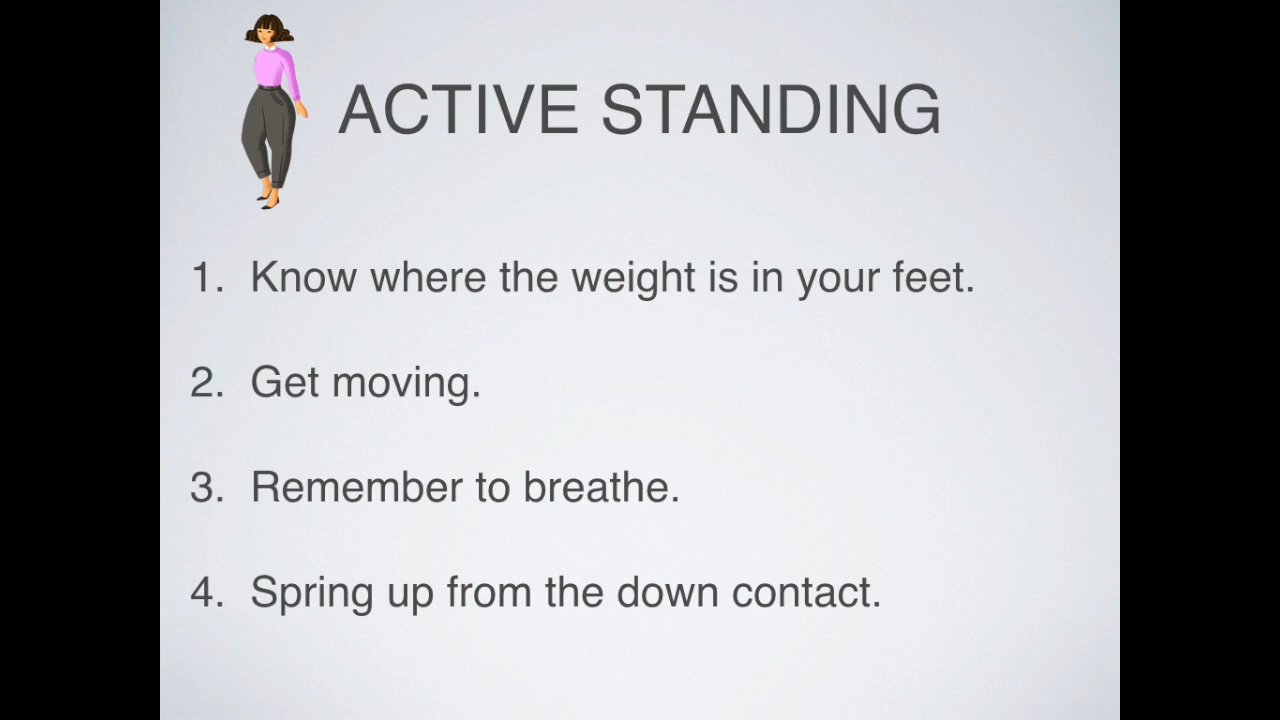 ACTIVE STANDING
1. Know where the weight is in your feet.
2. Get moving.
3. Remember to breathe.
4. Spring up from the down contact.